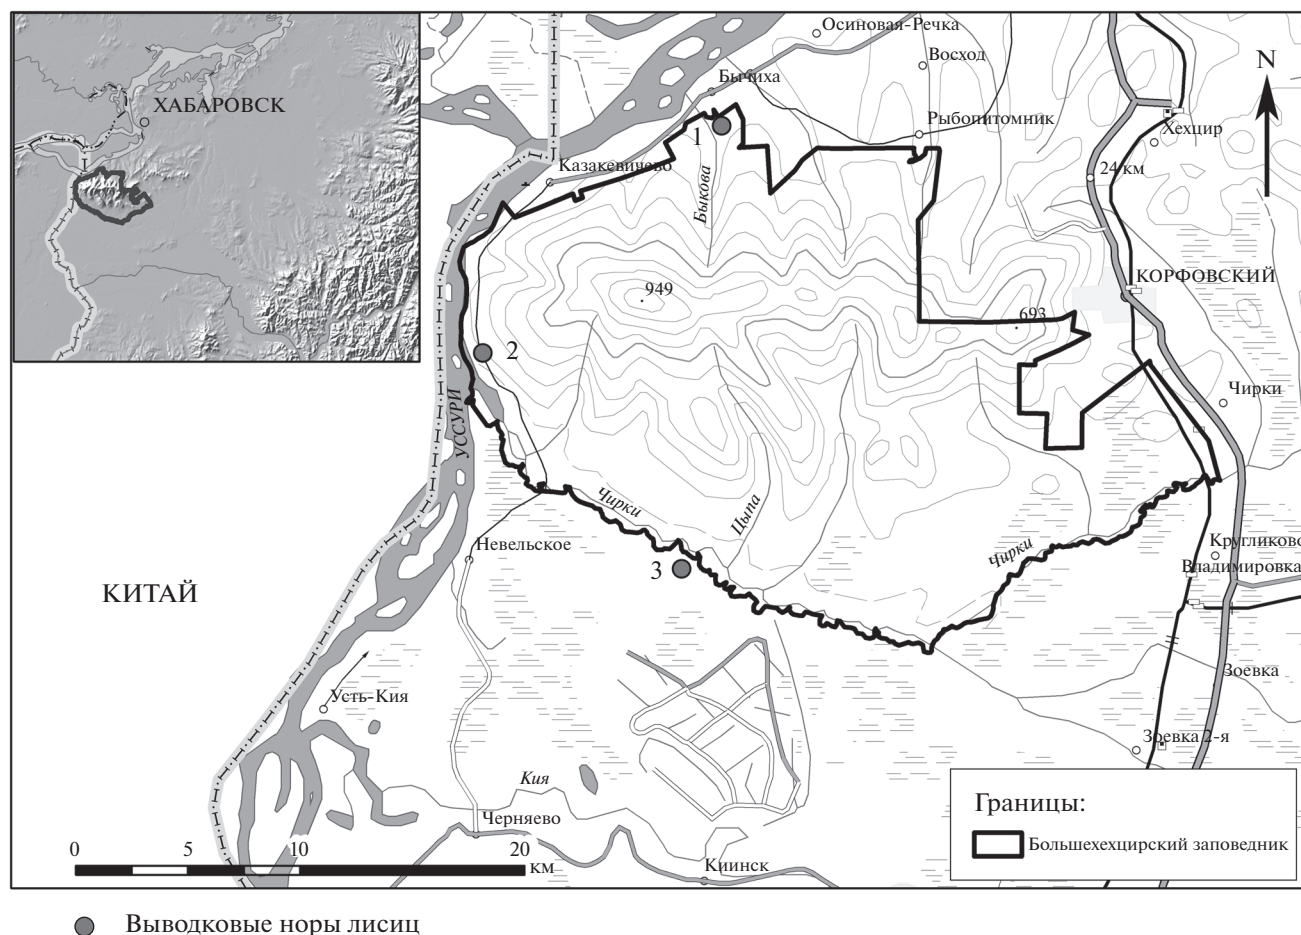 ХАБАРОВСК
Осиновая-Речка
Восход
N
Бычиха
Рыбопитомник
Хехцир
1
Казакевичево
24 км
Быкова
КОРФОВСКИЙ
949
693
2
УССУРИ
Чирки
Чирки
Цыпа
Невельское
Чирки
Кругликово
Владимировка
3
КИТАЙ
Зоевка
Усть-Кия
Зоевка 2-я
Кия
Черняево
Киинск
0 5 10 20
км
Границы:
Большехехцирский заповедник
Выводковые норы лисиц